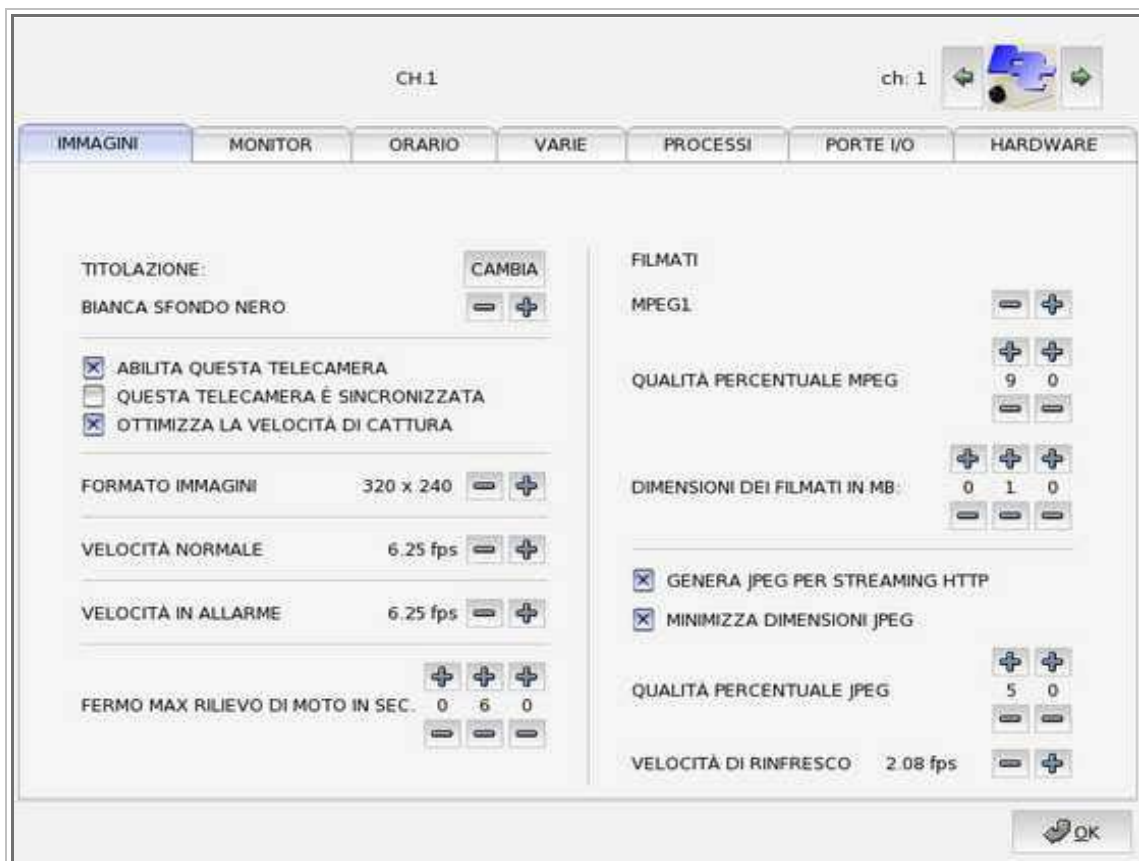 CH.1
ch: 1
IMMAGINI
MONITOR
ORARIO
VARIE
PROCESSI
PORTE I/O
HARDWARE
TITOLAZIONE:
CAMBIA
BIANCA SFONDO NERO
ABILITA QUESTA TELECAMERA
QUESTA TELECAMERA È SINCRONIZZATA
OTTIMIZZA LA VELOCITÀ DI CATTURA
FORMATO IMMAGINI 320 x 240
VELOCITÀ NORMALE 6.25 fps
VELOCITÀ IN ALLARME 6.25 fps
FERMO MAX RILIEVO DI MOTO IN SEC. 0 6 0
FILMATI
MPEG1
QUALITÀ PERCENTUALE MPEG 9 0
DIMENSIONI DEI FILMATI IN MB: 0 1 0
GENERA JPEG PER STREAMING HTTP
MINIMIZZA DIMENSIONI JPEG
QUALITÀ PERCENTUALE JPEG 5 0
VELOCITÀ DI RINFRESCO 2.08 fps
OK